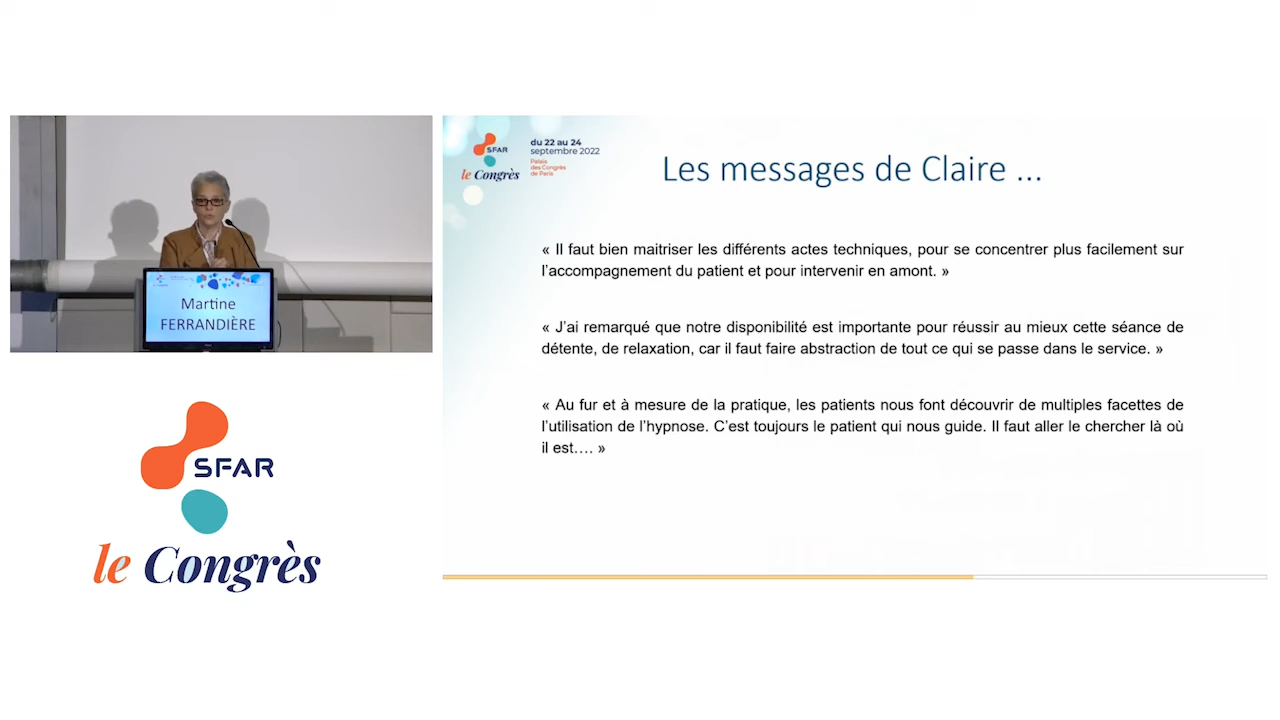 Martine
FERRANDIÈRE
SFAR
le Congrès
SFAR
le Congrès
du 22 au 24
septembre 2022
Palais
des Congrès
de Paris
Les messages de Claire ...
« Il faut bien maitriser les différents actes techniques, pour se concentrer plus facilement sur
l’accompagnement du patient et pour intervenir en amont. »
« J’ai remarqué que notre disponibilité est importante pour réussir au mieux cette séance de
détente, de relaxation, car il faut faire abstraction de tout ce qui se passe dans le service. »
« Au fur et à mesure de la pratique, les patients nous font découvrir de multiples facettes de
l’utilisation de l’hypnose. C’est toujours le patient qui nous guide. Il faut aller le chercher là où
il est…. »